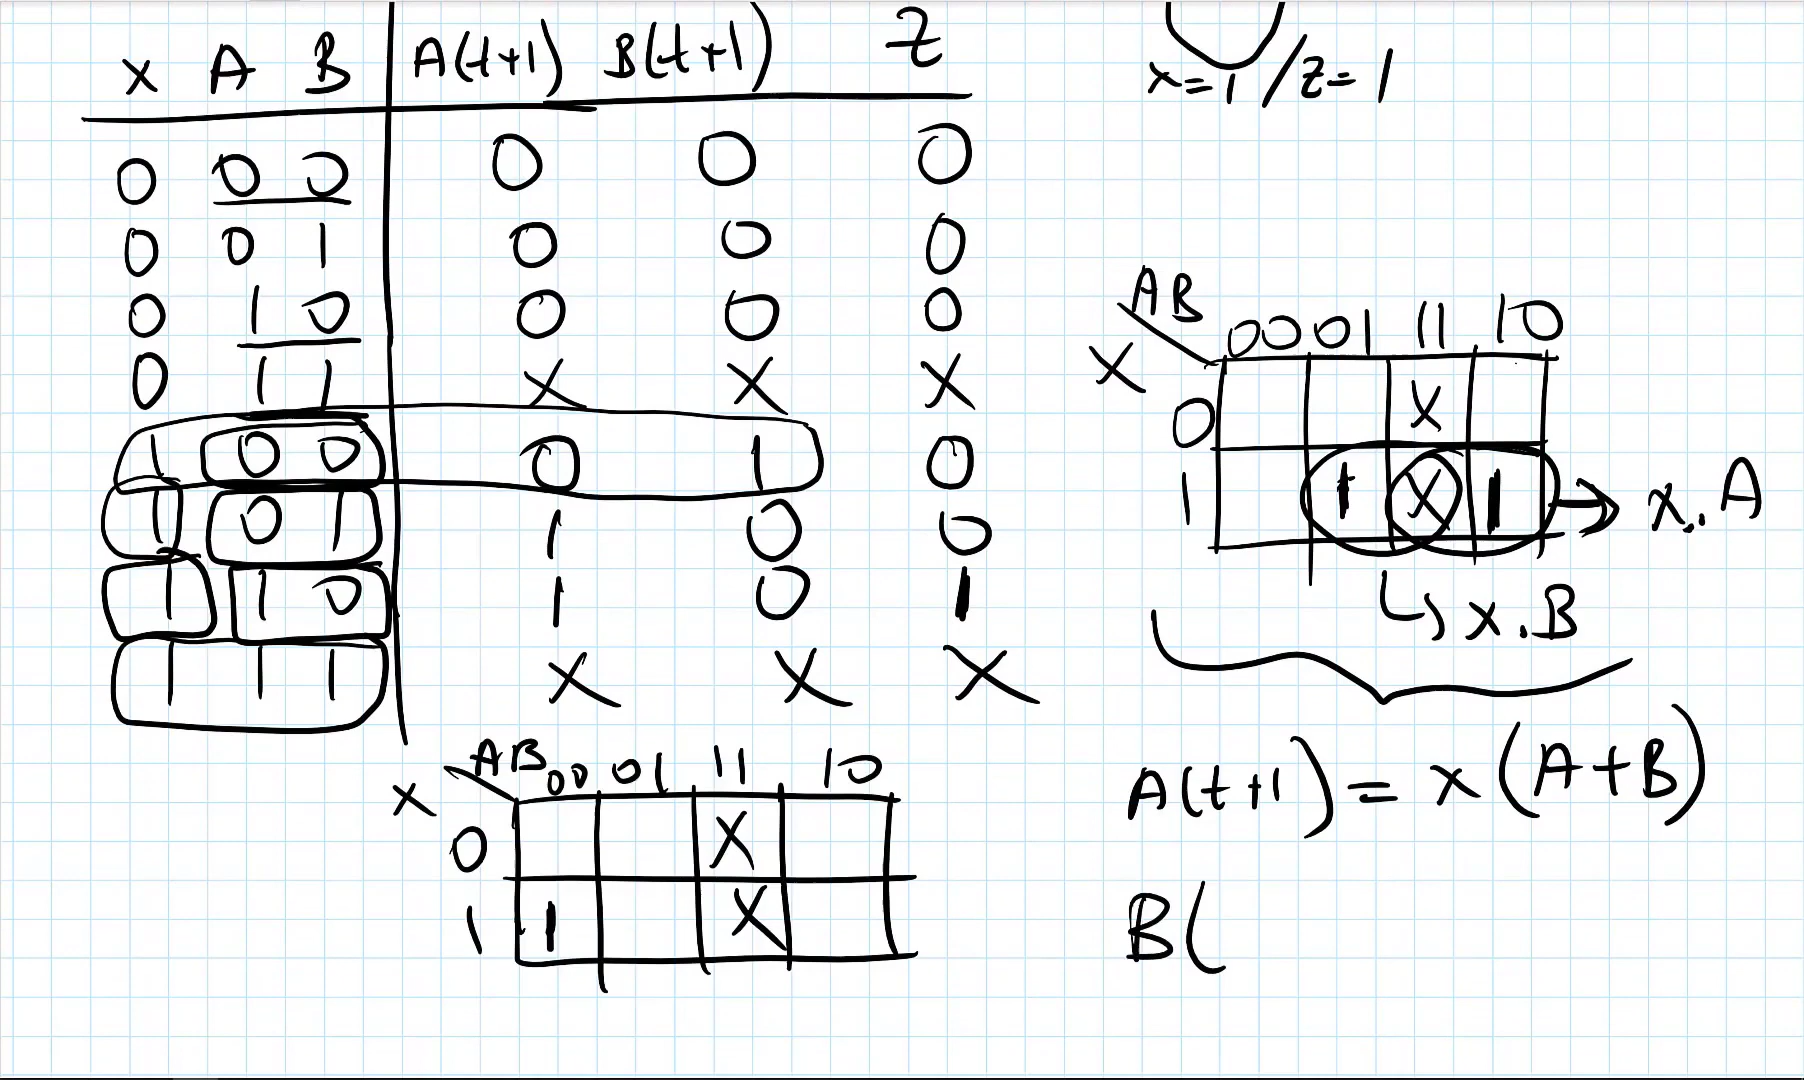 x A B A(t+1) B(t+1) Z
0 0 0 0 0 0
0 0 1 0 0 0
0 1 0 0 0 0
0 1 1 X X X
1 0 0 0 1 0
1 0 1 1 0 0
1 1 0 1 0 1
1 1 1 X X X
x=1/Z=1
AB
00 01 11 10
X
0 X
1 1 X 1 → x.A
↳ x.B
A(t+1) = x(A+B)
B(
AB 00 01 11 10
x
0 X
1 1 X